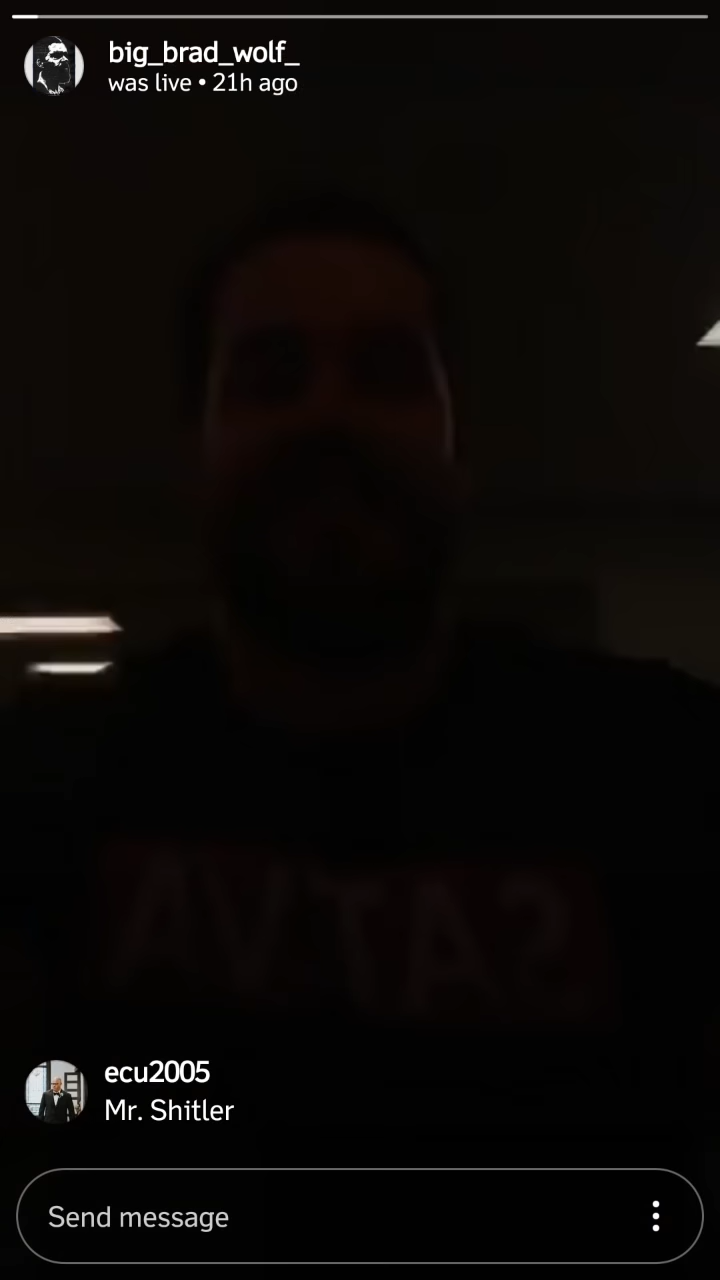 big_brad_wolf_
was live • 21h ago
ecu2005
Mr. Shitler
Send message